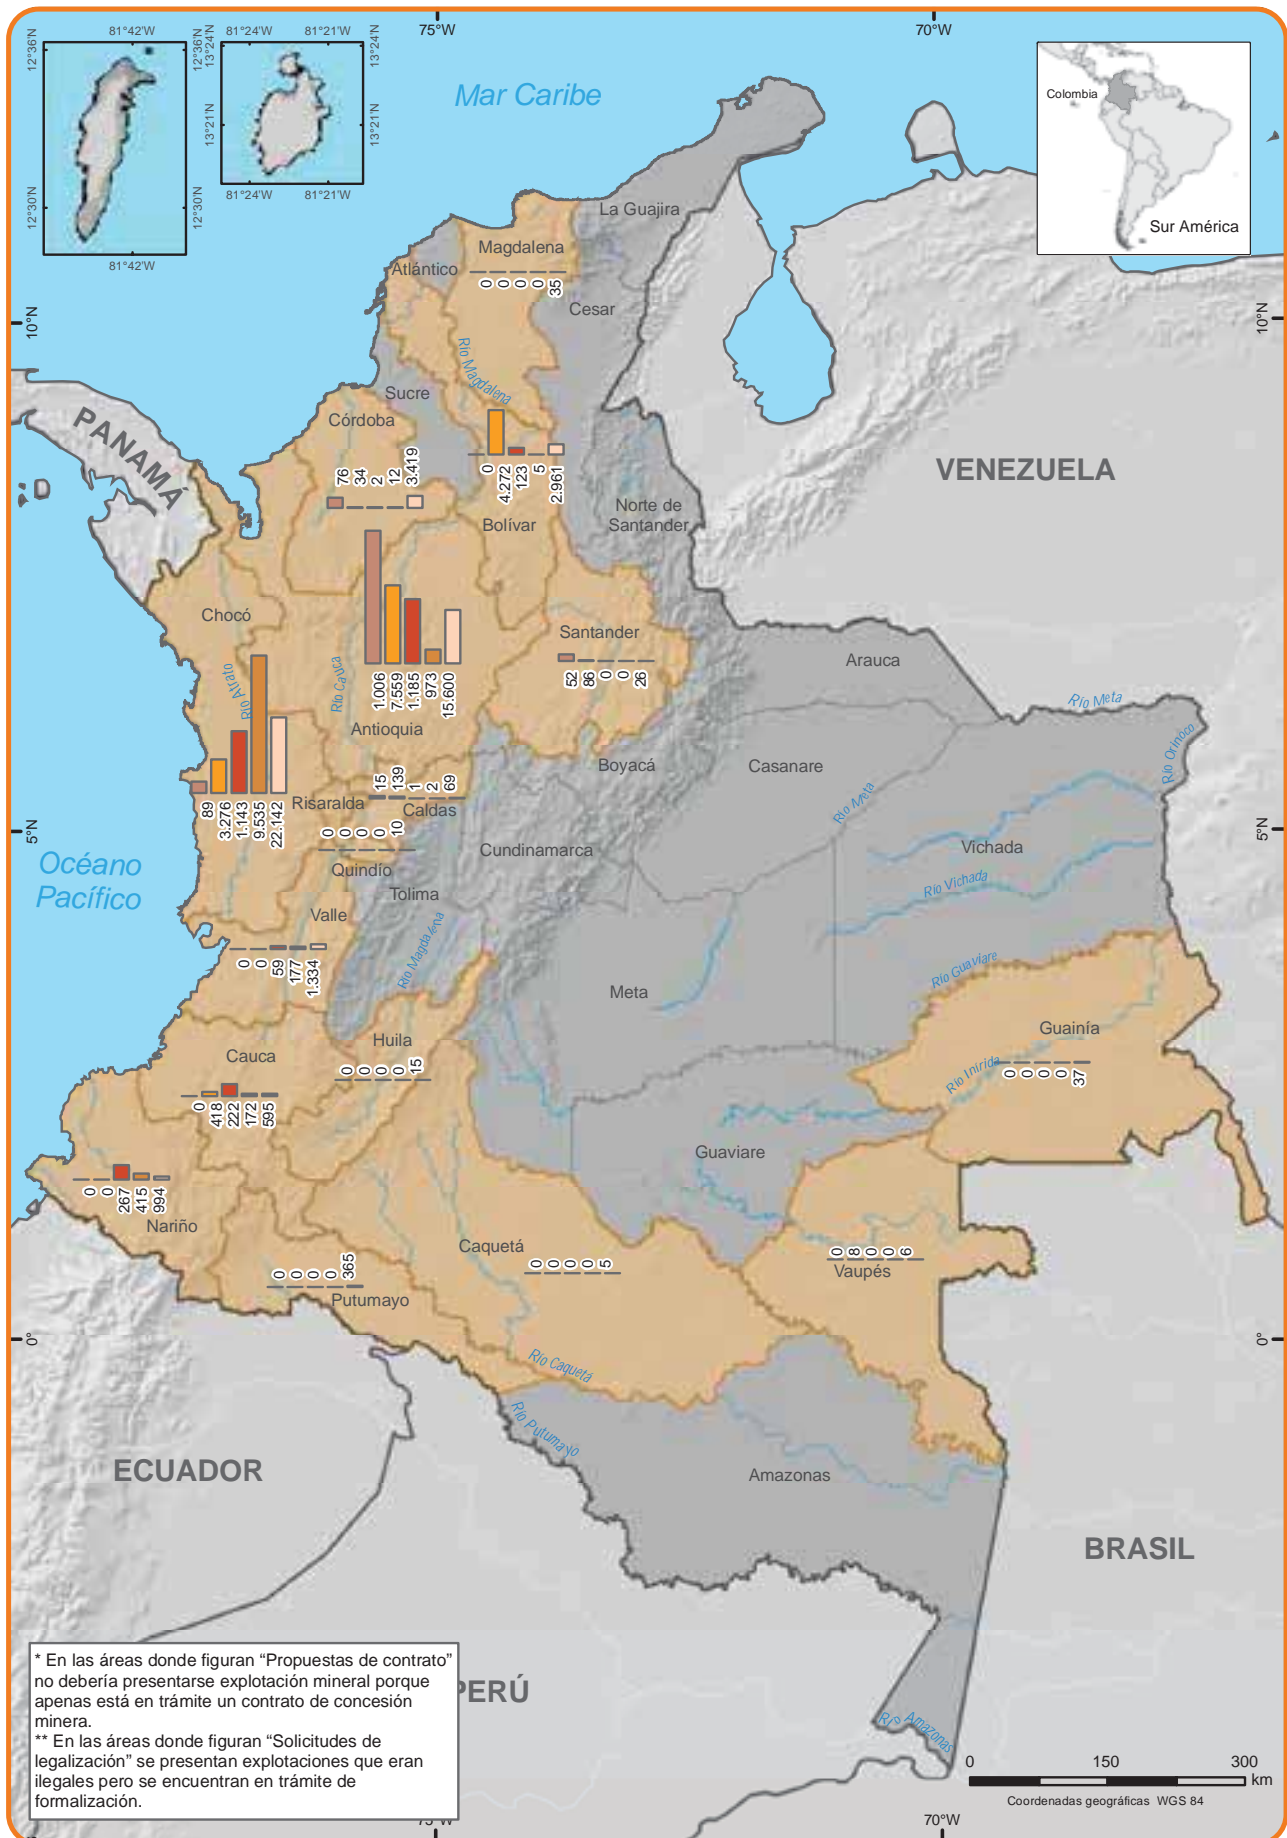 75°W
70°W
81°42'W
12°36'N
12°36'N
12°30'N
12°30'N
81°42'W
81°24'W
81°21'W
13°24'N
13°24'N
13°21'N
13°21'N
81°24'W
81°21'W
Mar Caribe
Colombia
Sur América
La Guajira
Magdalena
0
0
0
0
35
Atlántico
Cesar
10°N
10°N
Río Magdalena
Sucre
Córdoba
76
34
2
12
3.419
0
4.272
123
5
2.961
Bolívar
PANAMÁ
VENEZUELA
Norte de
Santander
Chocó
Río Atrato
89
3.276
1.143
9.535
22.142
Río Cauca
1.006
7.559
1.185
973
15.600
Antioquia
Santander
52
86
0
0
26
Arauca
Río Meta
Río Orinoco
Boyacá
Casanare
Río Meta
Risaralda
15
139
1
2
69
Caldas
0
0
0
0
10
Quindío
5°N
5°N
Cundinamarca
Vichada
Río Vichada
Océano
Pacífico
Tolima
Valle
0
0
59
177
1.334
Río Magdalena
Río Guaviare
Meta
Guainía
0
0
0
0
37
Río Inírida
Huila
0
0
0
0
15
Cauca
0
418
222
172
595
Guaviare
0
0
267
415
994
Nariño
Caquetá
0
0
0
0
5
0
8
0
0
6
Vaupés
0
0
0
0
365
Putumayo
0°
0°
Río Caquetá
Río Putumayo
Amazonas
ECUADOR
BRASIL
PERÚ
Río Amazonas
* En las áreas donde figuran “Propuestas de contrato”
no debería presentarse explotación mineral porque
apenas está en trámite un contrato de concesión
minera.
** En las áreas donde figuran “Solicitudes de
legalización” se presentan explotaciones que eran
ilegales pero se encuentran en trámite de
formalización.
0 150 300
km
Coordenadas geográficas WGS 84
75°W
70°W